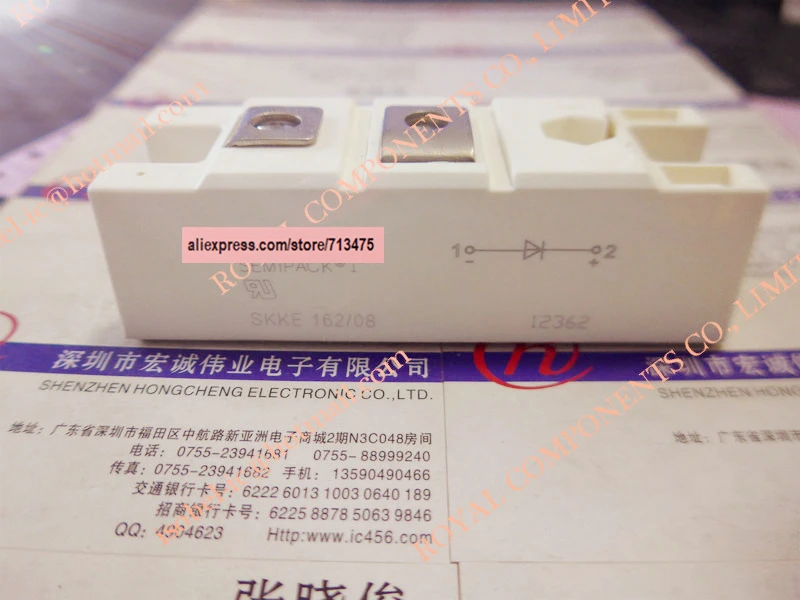 aliexpress.com/store/713475
SEMIPACK® 1
SKKE 162/08
1 2
- +
12362
深圳市宏诚伟业电子有限公司
SHENZHEN HONGCHENG ELECTRONIC CO.,LTD.
地址：广东省深圳市福田区中航路新亚洲电子商城2期N3C048房间
电话：0755-23941681 0755-88999240
传真：0755-23941682 手机：13590490466
交通银行卡号：6222 6013 1003 0640 189
招商银行卡号：6225 8878 5063 9846
QQ: 4904623 Http:www.ic456.com
张晓俊
深圳市宏诚
SHENZHEN HONG
地址：广东省深圳市福
ROYAL COMPONENTS CO., LIMITED
ROYAL COMPONENTS CO., LIMITED